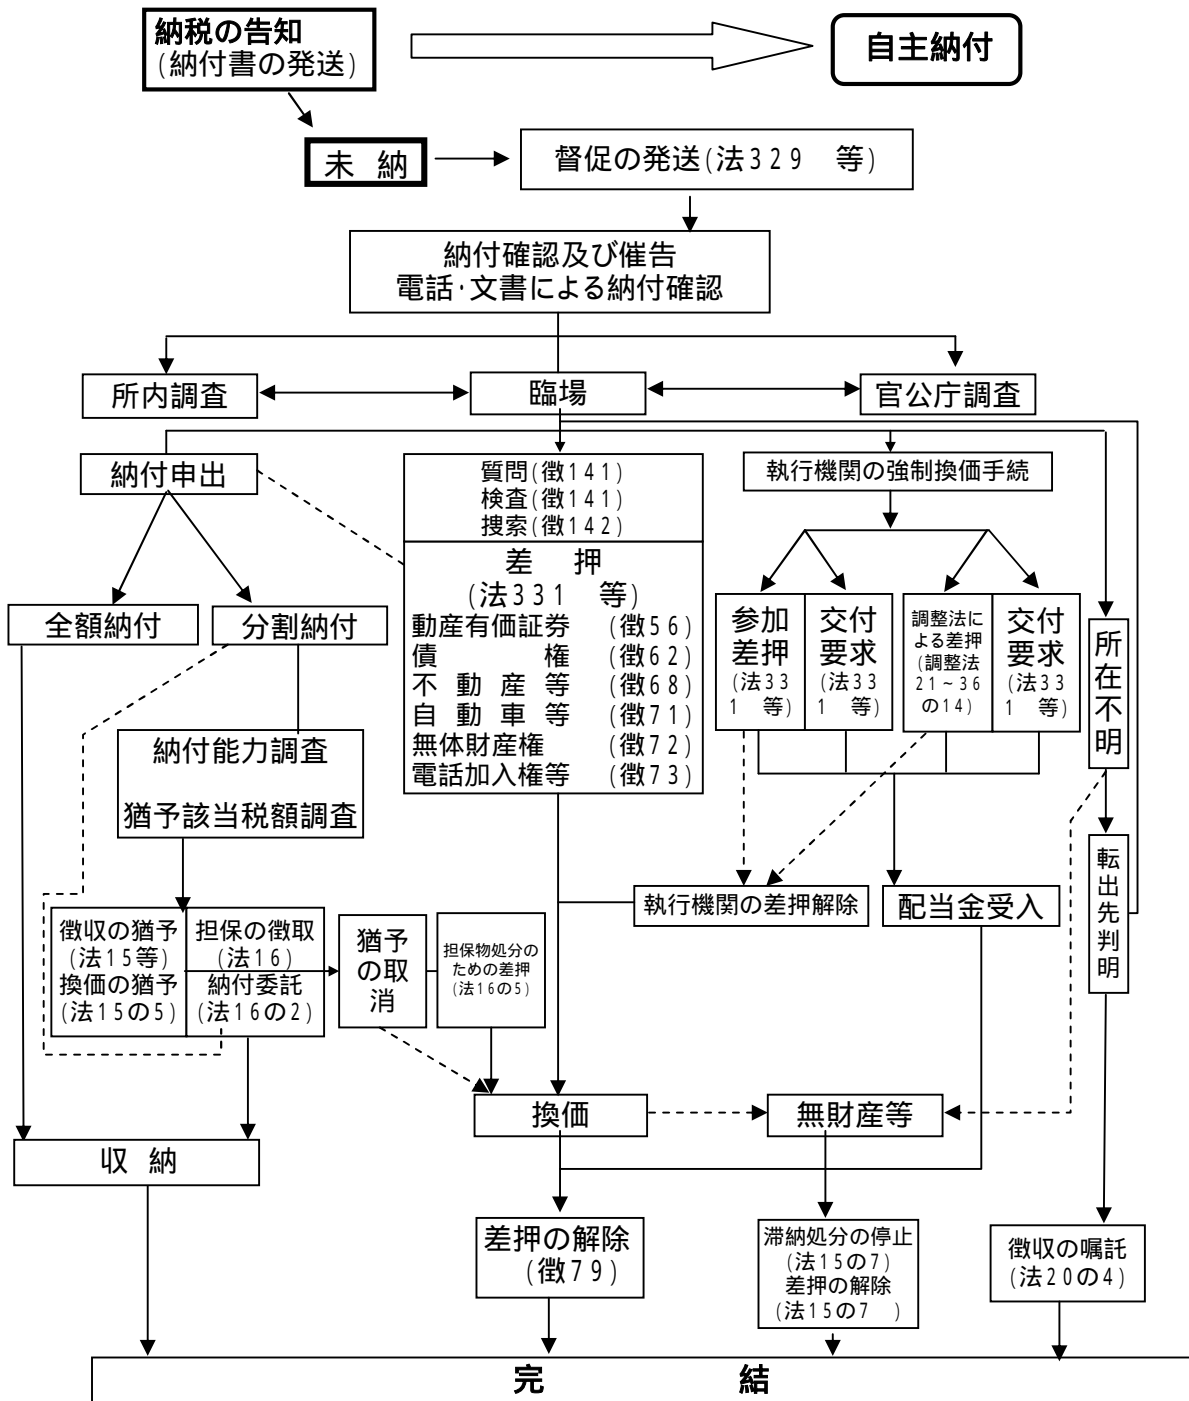 納税の告知
(納付書の発送)
自主納付
未 納
督促の発送(法329 等)
納付確認及び催告
電話・文書による納付確認
所内調査
臨場
官公庁調査
納付申出
質問(徴141)
検査(徴141)
捜索(徴142)
執行機関の強制換価手続
差 押
(法331 等)
動産有価証券 (徴56)
債 権 (徴62)
不動産等 (徴68)
自動車等 (徴71)
無体財産権 (徴72)
電話加入権等 (徴73)
全額納付
分割納付
参加
差押
(法33
1 等)
交付
要求
(法33
1 等)
調整法に
よる差押
(調整法
21~36
の14)
交付
要求
(法33
1 等)
所在不明
納付能力調査
猶予該当税額調査
転出先判明
執行機関の差押解除
配当金受入
徴収の猶予
(法15等)
換価の猶予
(法15の5)
担保の徴取
(法16)
納付委託
(法16の2)
猶予
の取
消
担保物処分の
ための差押
(法16の5)
換価
無財産等
収 納
差押の解除
(徴79)
滞納処分の停止
(法15の7)
差押の解除
(法15の7 )
徴収の嘱託
(法20の4)
完 結